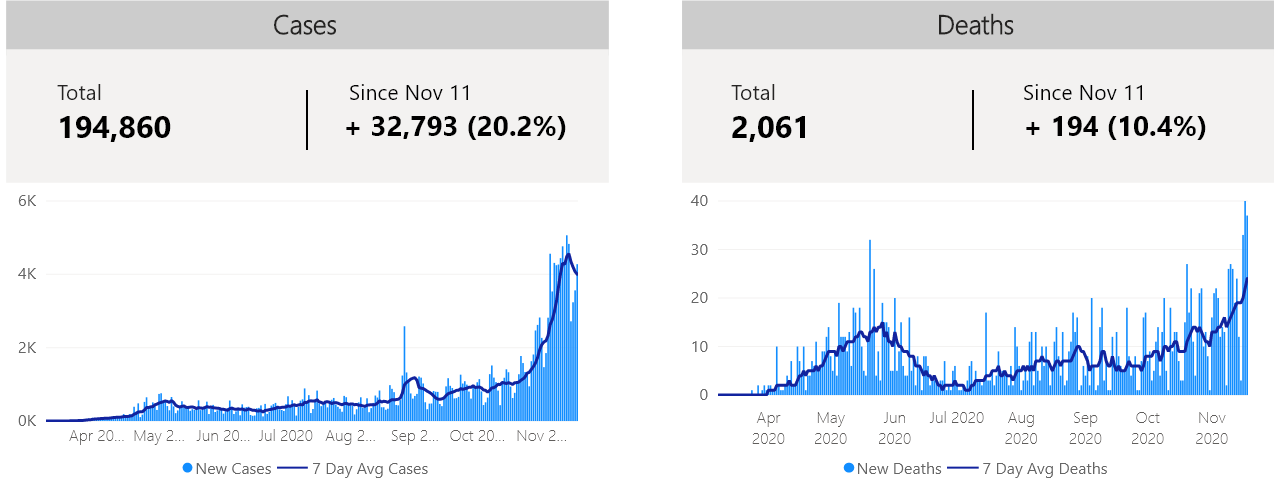 Cases
Total
194,860
Since Nov 11
+ 32,793 (20.2%)
6K
4K
2K
0K
Apr 20...
May 2...
Jun 20...
Jul 2020
Aug 2...
Sep 2...
Oct 20...
Nov 2...
New Cases
7 Day Avg Cases
Deaths
Total
2,061
Since Nov 11
+ 194 (10.4%)
40
30
20
10
0
Apr
2020
May
2020
Jun
2020
Jul 2020
Aug
2020
Sep
2020
Oct
2020
Nov
2020
New Deaths
7 Day Avg Deaths